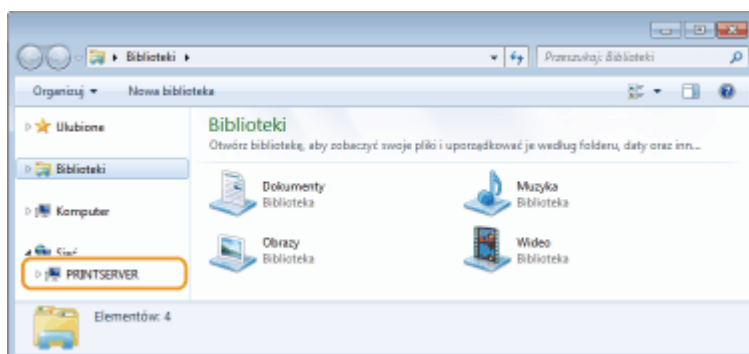 Biblioteki
Przeszukaj: Biblioteki
Organizuj
Nowa biblioteka
Ulubione
Biblioteki
Komputer
Sieć
PRINTSERVER
Biblioteki
Otwórz bibliotekę, aby zobaczyć swoje pliki i uporządkować je według folderu, daty oraz inn...
Dokumenty
Biblioteka
Muzyka
Biblioteka
Obrazy
Biblioteka
Wideo
Biblioteka
Elementów: 4